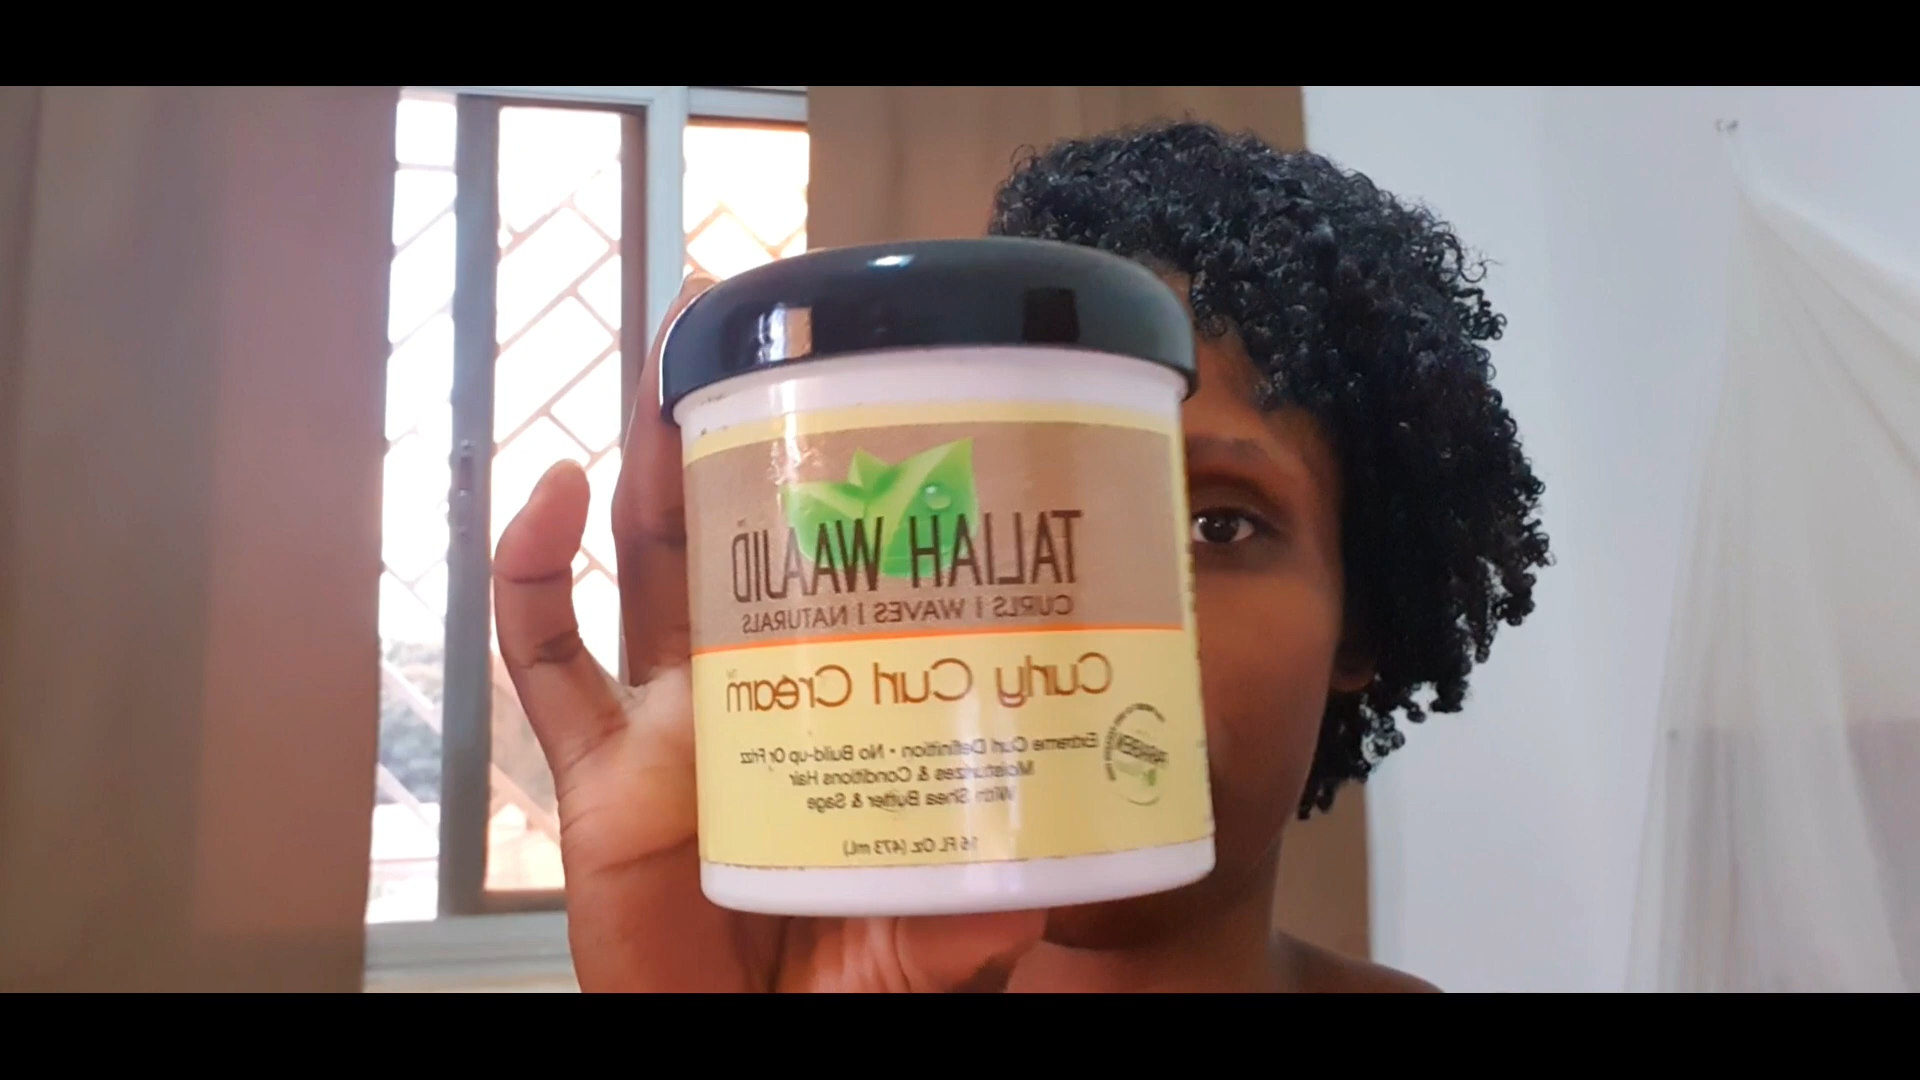 TALIAH WAAJID
CURLS | WAVES | NATURALS
Curly Curl Cream™
Extreme Curl Definition • No Build-up Or Frizz
Moisturizes & Conditions Hair
With Shea Butter & Sage
16 Fl. Oz. (473 mL)